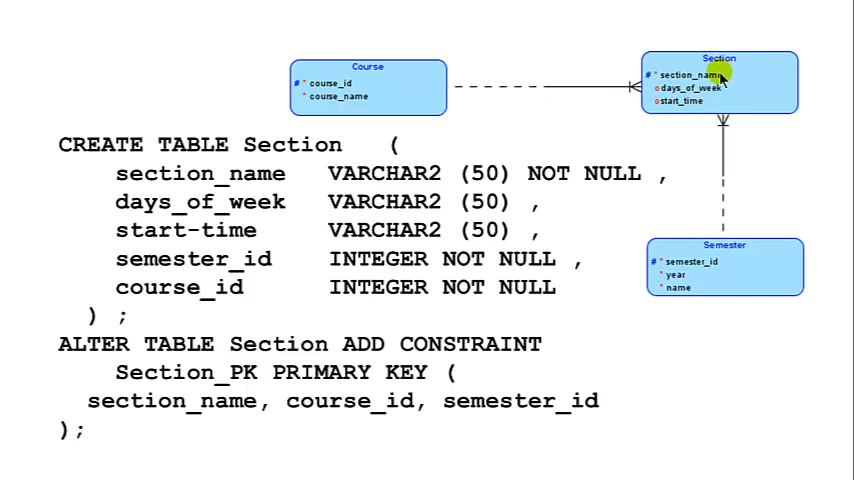 Course
# * course_id
* course_name
Section
# * section_name
o days_of_week
o start_time
CREATE TABLE Section (
section_name VARCHAR2 (50) NOT NULL ,
days_of_week VARCHAR2 (50) ,
start-time VARCHAR2 (50) ,
semester_id INTEGER NOT NULL ,
course_id INTEGER NOT NULL
) ;
ALTER TABLE Section ADD CONSTRAINT
Section_PK PRIMARY KEY (
section_name, course_id, semester_id
);
Semester
# * semester_id
* year
* name